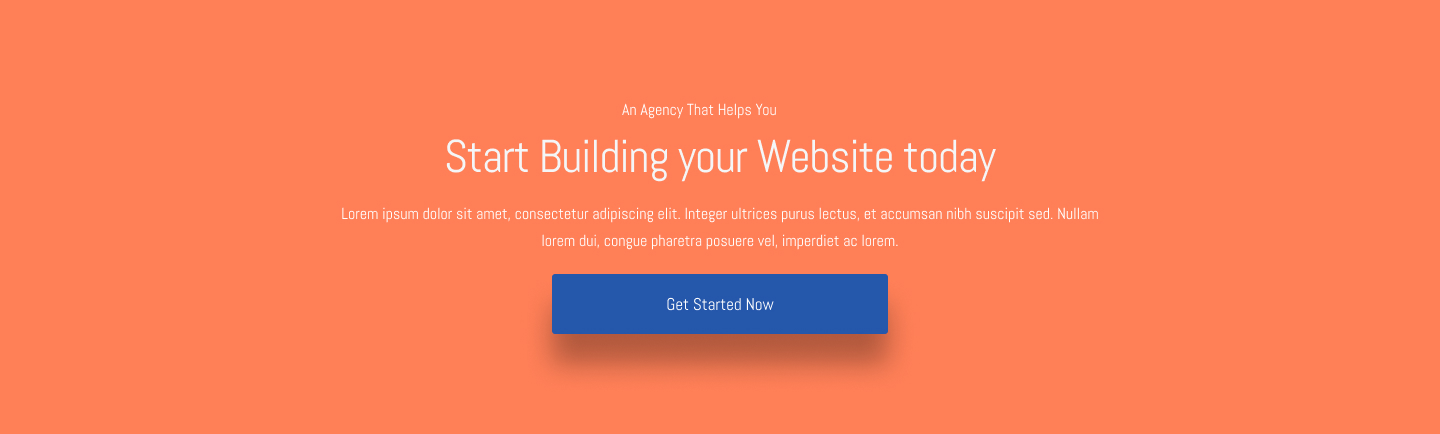 An Agency That Helps You
Start Building your Website today
Lorem ipsum dolor sit amet, consectetur adipiscing elit. Integer ultrices purus lectus, et accumsan nibh suscipit sed. Nullam
lorem dui, congue pharetra posuere vel, imperdiet ac lorem.
Get Started Now